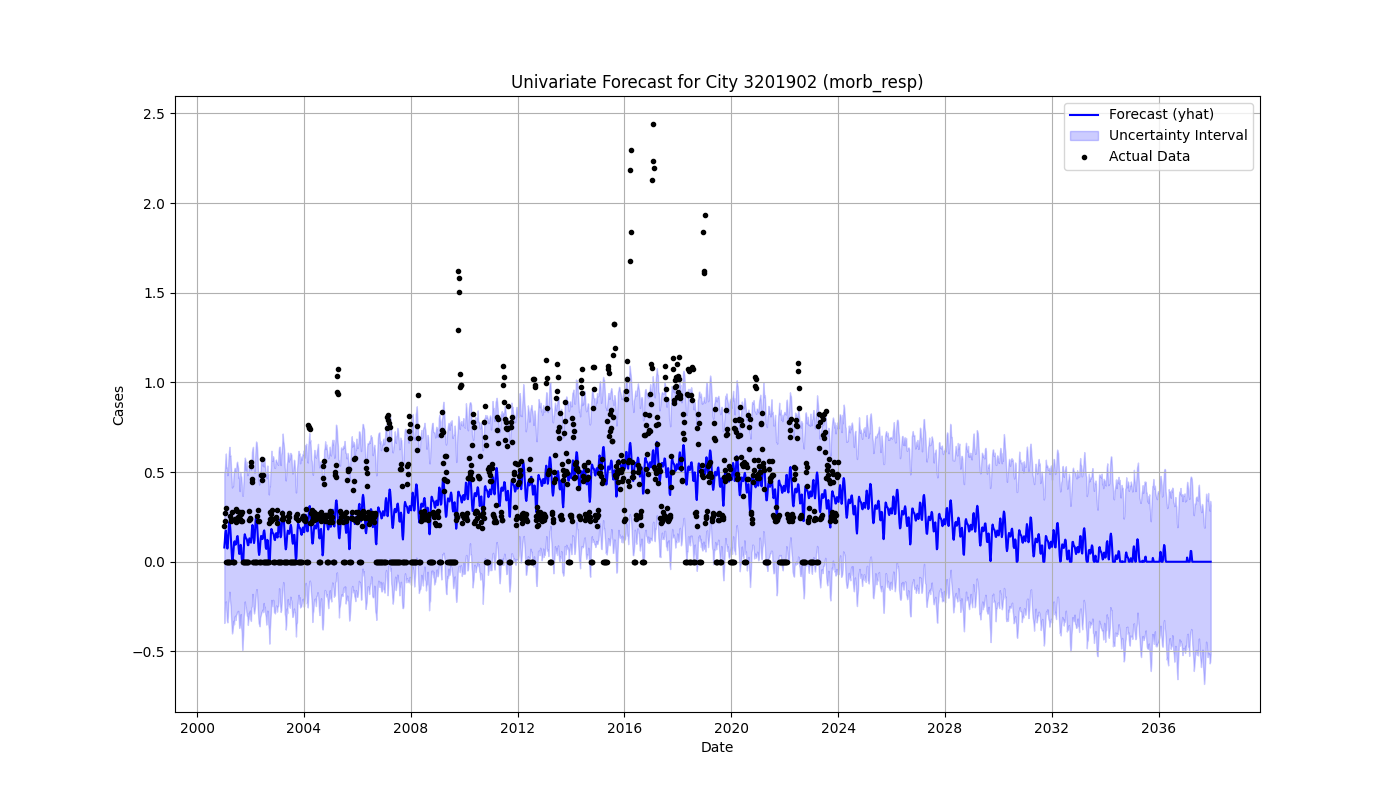 Univariate Forecast for City 3201902 (morb_resp)
Forecast (yhat)
Uncertainty Interval
Actual Data
Cases
2.5
2.0
1.5
1.0
0.5
0.0
−0.5
2000 2004 2008 2012 2016 2020 2024 2028 2032 2036
Date